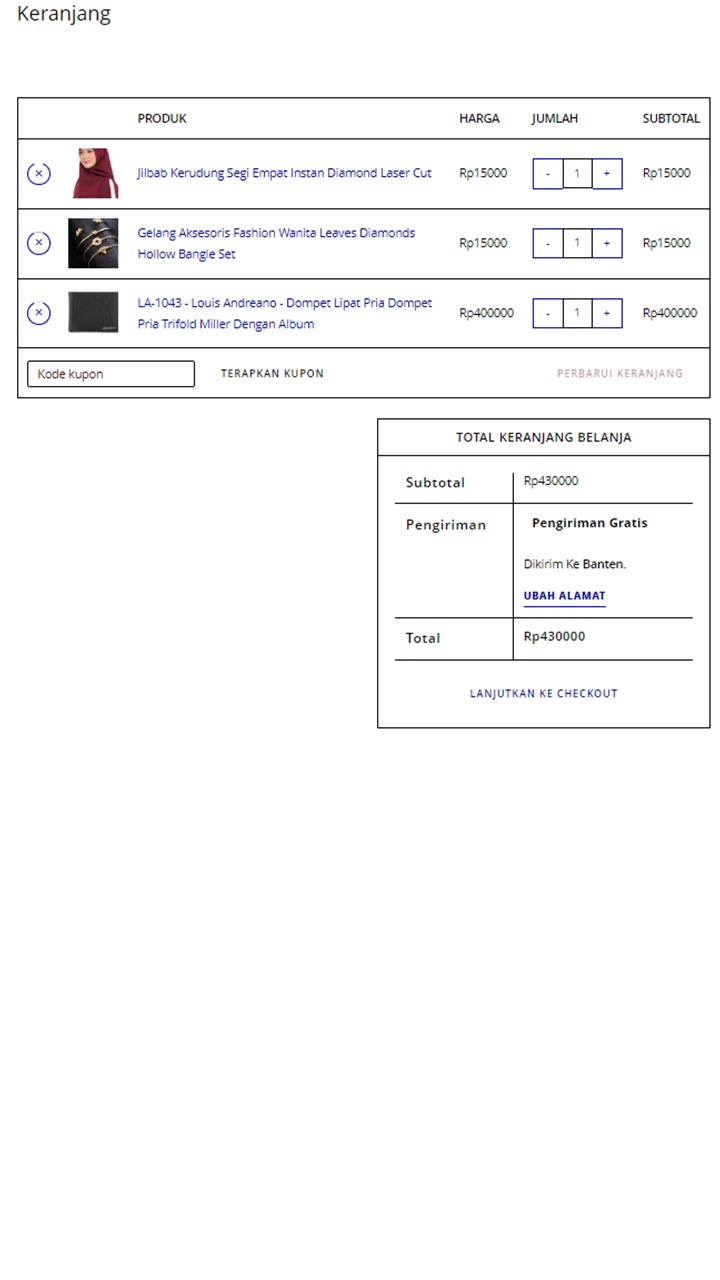 Keranjang
PRODUK HARGA JUMLAH SUBTOTAL
Jilbab Kerudung Segi Empat Instan Diamond Laser Cut Rp15000 - 1 + Rp15000
Gelang Aksesoris Fashion Wanita Leaves Diamonds
Hollow Bangle Set Rp15000 - 1 + Rp15000
LA-1043 - Louis Andreano - Dompet Lipat Pria Dompet
Pria Trifold Miller Dengan Album Rp400000 - 1 + Rp400000
Kode kupon TERAPKAN KUPON PERBARUI KERANJANG
TOTAL KERANJANG BELANJA
Subtotal Rp430000
Pengiriman Pengiriman Gratis
Dikirim Ke Banten.
UBAH ALAMAT
Total Rp430000
LANJUTKAN KE CHECKOUT